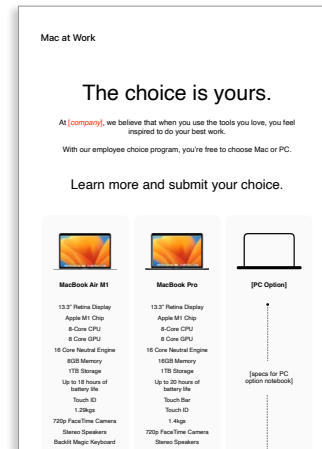 Mac at Work
The choice is yours.
At [company], we believe that when you use the tools you love, you feel
inspired to do your best work.
With our employee choice program, you're free to choose Mac or PC.
Learn more and submit your choice.
MacBook Air M1
13.3" Retina Display
Apple M1 Chip
8-Core CPU
8 Core GPU
16 Core Neutral Engine
8GB Memory
1TB Storage
Up to 18 hours of
battery life
Touch ID
1.29kgs
720p FaceTime Camera
Stereo Speakers
Backlit Magic Keyboard
MacBook Pro
13.3" Retina Display
Apple M1 Chip
8-Core CPU
8 Core GPU
16 Core Neutral Engine
16GB Memory
1TB Storage
Up to 20 hours of
battery life
Touch Bar
Touch ID
1.4kgs
720p FaceTime Camera
Stereo Speakers
[PC Option]
[specs for PC
option notebook]